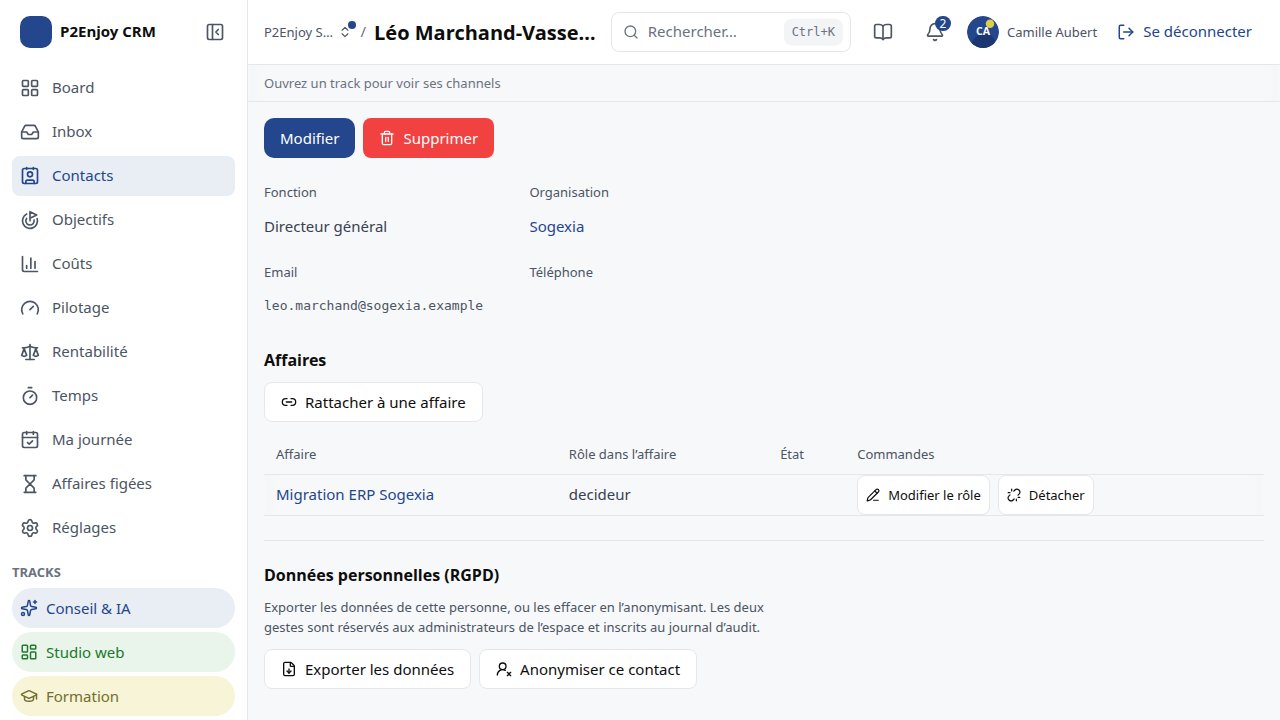 P2Enjoy CRM
P2Enjoy S... / Léo Marchand-Vasse...
Rechercher... Ctrl+K
2
CA Camille Aubert
Se déconnecter
Board
Inbox
Contacts
Objectifs
Coûts
Pilotage
Rentabilité
Temps
Ma journée
Affaires figées
Réglages
TRACKS
Conseil & IA
Studio web
Formation
Ouvrez un track pour voir ses channels
Modifier Supprimer
Fonction Organisation
Directeur général Sogexia
Email Téléphone
leo.marchand@sogexia.example
Affaires
Rattacher à une affaire
Affaire Rôle dans l'affaire État Commandes
Migration ERP Sogexia decideur Modifier le rôle Détacher
Données personnelles (RGPD)
Exporter les données de cette personne, ou les effacer en l'anonymisant. Les deux
gestes sont réservés aux administrateurs de l'espace et inscrits au journal d'audit.
Exporter les données Anonymiser ce contact